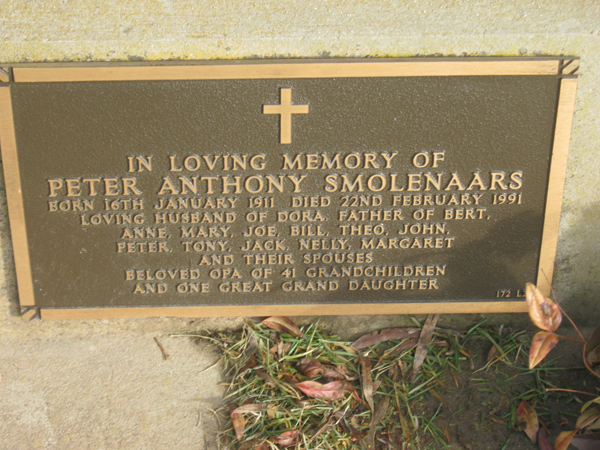 IN LOVING MEMORY OF
PETER ANTHONY SMOLENAARS
BORN 16TH JANUARY 1911 DIED 22ND FEBRUARY 1991
LOVING HUSBAND OF DORA. FATHER OF BERT,
ANNE, MARY, JOE, BILL, THEO, JOHN,
PETER, TONY, JACK, NELLY, MARGARET
AND THEIR SPOUSES
BELOVED OPA OF 41 GRANDCHILDREN
AND ONE GREAT GRAND DAUGHTER
172